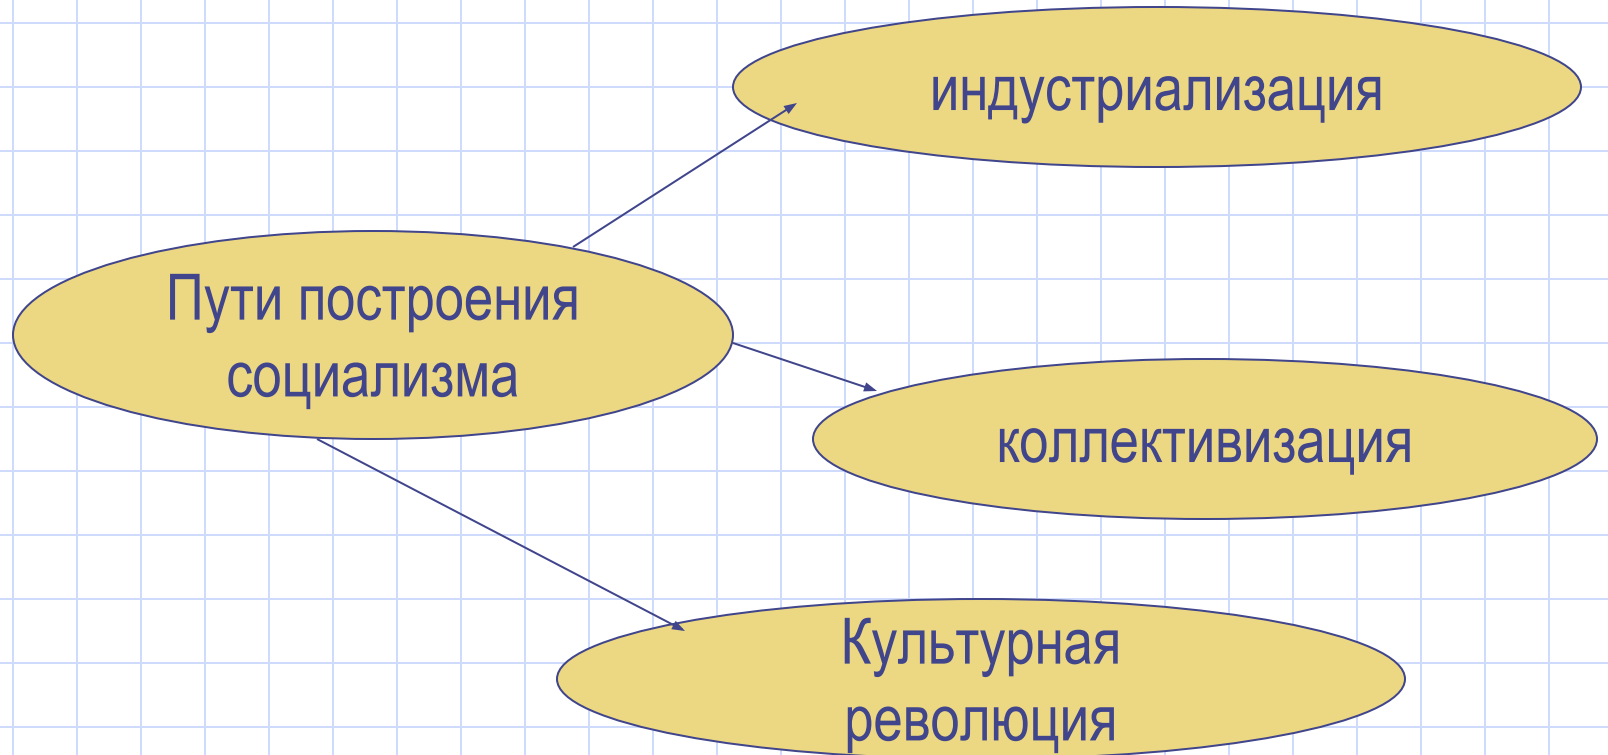 индустриализация
Пути построения
социализма
коллективизация
Культурная
революция